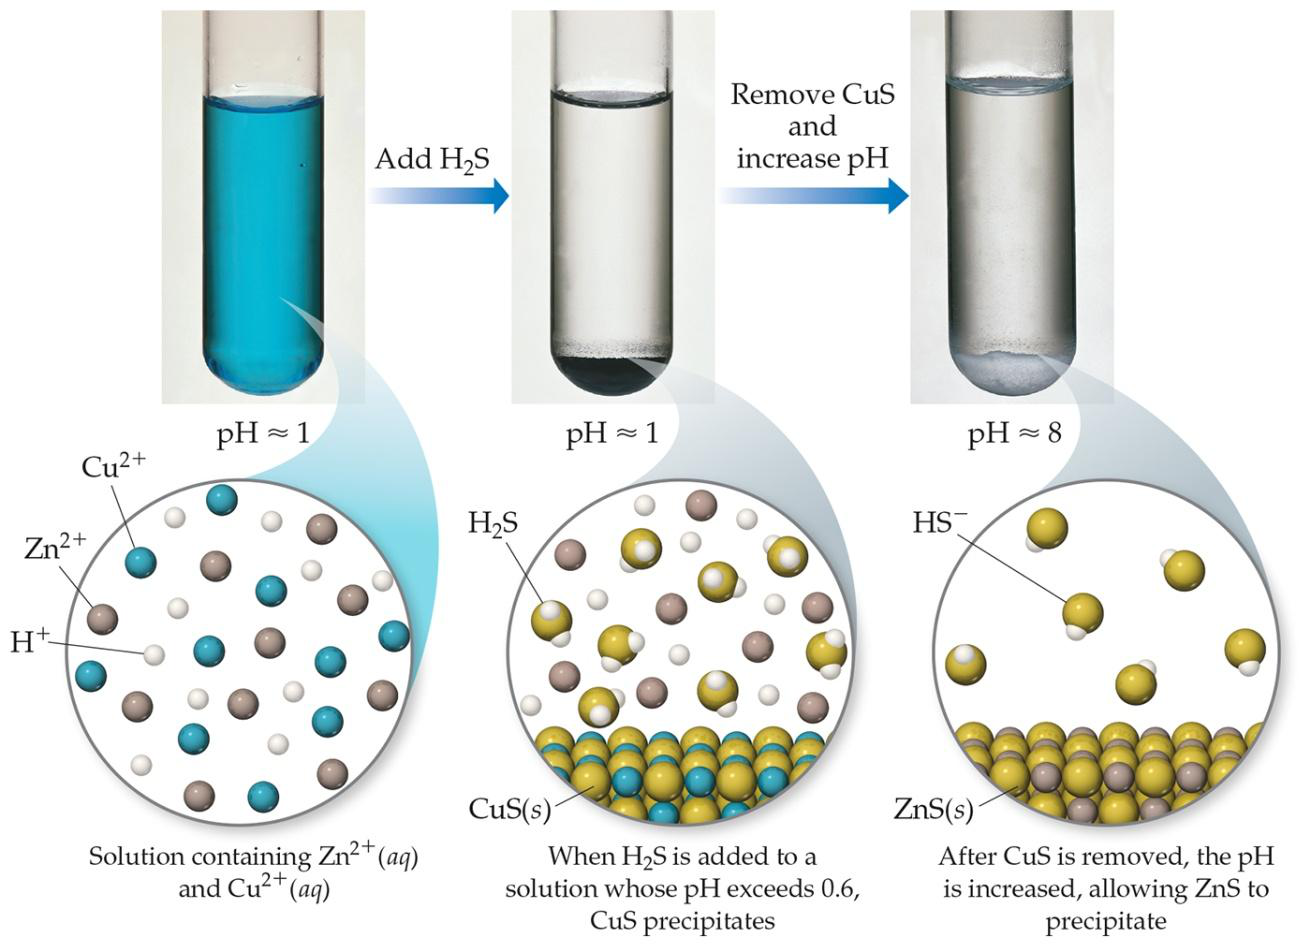 Add H₂S
Remove CuS
and
increase pH
pH ≈ 1
pH ≈ 1
pH ≈ 8
Cu²⁺
Zn²⁺
H⁺
H₂S
CuS(s)
HS⁻
ZnS(s)
Solution containing Zn²⁺(aq)
and Cu²⁺(aq)
When H₂S is added to a
solution whose pH exceeds 0.6,
CuS precipitates
After CuS is removed, the pH
is increased, allowing ZnS to
precipitate